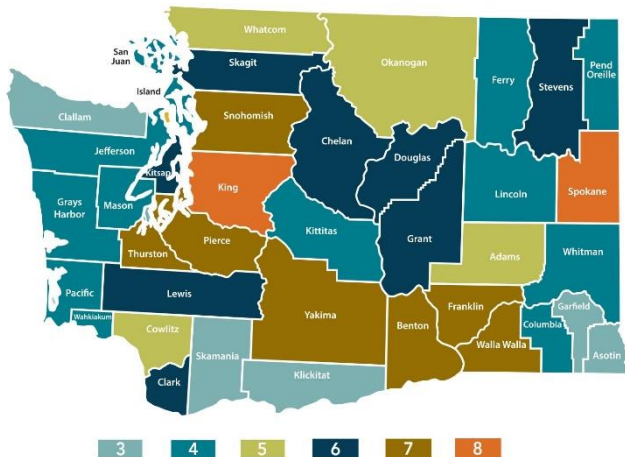 Whatcom
San
Juan
Skagit
Okanogan
Ferry
Stevens
Pend
Oreille
Island
Clallam
Snohomish
Chelan
Douglas
Jefferson
Kitsap
King
Lincoln
Spokane
Grays
Harbor
Mason
Kittitas
Grant
Pierce
Thurston
Adams
Whitman
Pacific
Lewis
Yakima
Benton
Franklin
Garfield
Wahkiakum
Columbia
Cowlitz
Skamania
Walla Walla
Asotin
Klickitat
Clark
3 4 5 6 7 8